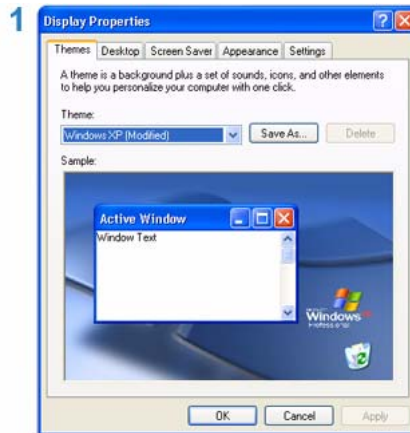 1
Display Properties
Themes Desktop Screen Saver Appearance Settings
A theme is a background plus a set of sounds, icons, and other elements
to help you personalize your computer with one click.
Theme:
Windows XP (Modified) Save As... Delete
Sample:
Active Window
Window Text
Windows
Professional
OK Cancel Apply